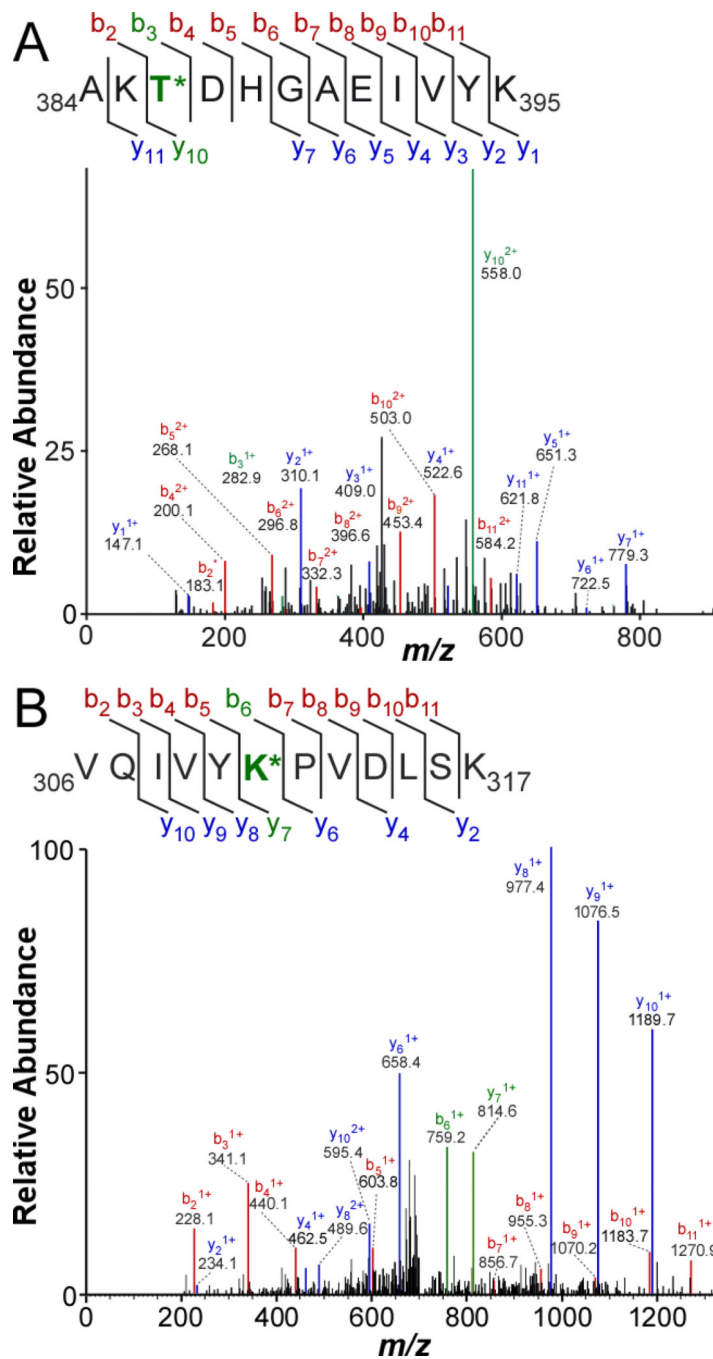 A
b2 b3 b4 b5 b6 b7 b8 b9 b10 b11
384 A K T* D H G A E I V Y K 395
y11 y10 y7 y6 y5 y4 y3 y2 y1
Relative Abundance
50
25
0
y10 2+
558.0
b10 2+
503.0
b5 2+
268.1
b3 1+
282.9
y2 1+
310.1
y3 1+
409.0
y4 1+
522.6
y5 1+
651.3
b4 2+
200.1
b6 2+
296.8
b8 2+
396.6
b9 2+
453.4
y11 1+
621.8
y1 1+
147.1
b2 *
183.1
b7 2+
332.3
b11 2+
584.2
y6 1+
722.5
y7 1+
779.3
0 200 400 600 800
m/z
B
b2 b3 b4 b5 b6 b7 b8 b9 b10 b11
306 V Q I V Y K* P V D L S K 317
y10 y9 y8 y7 y6 y4 y2
Relative Abundance
100
50
0
y8 1+
977.4
y9 1+
1076.5
y10 1+
1189.7
y6 1+
658.4
b3 1+
341.1
y10 2+
595.4
b6 1+
759.2
y7 1+
814.6
b2 1+
228.1
b4 1+
440.1
y4 1+
462.5
y8 2+
489.6
b5 1+
603.8
y2 1+
234.1
b7 1+
856.7
b8 1+
955.3
b9 1+
1070.2
b10 1+
1183.7
b11 1+
1270.9
0 200 400 600 800 1000 1200
m/z